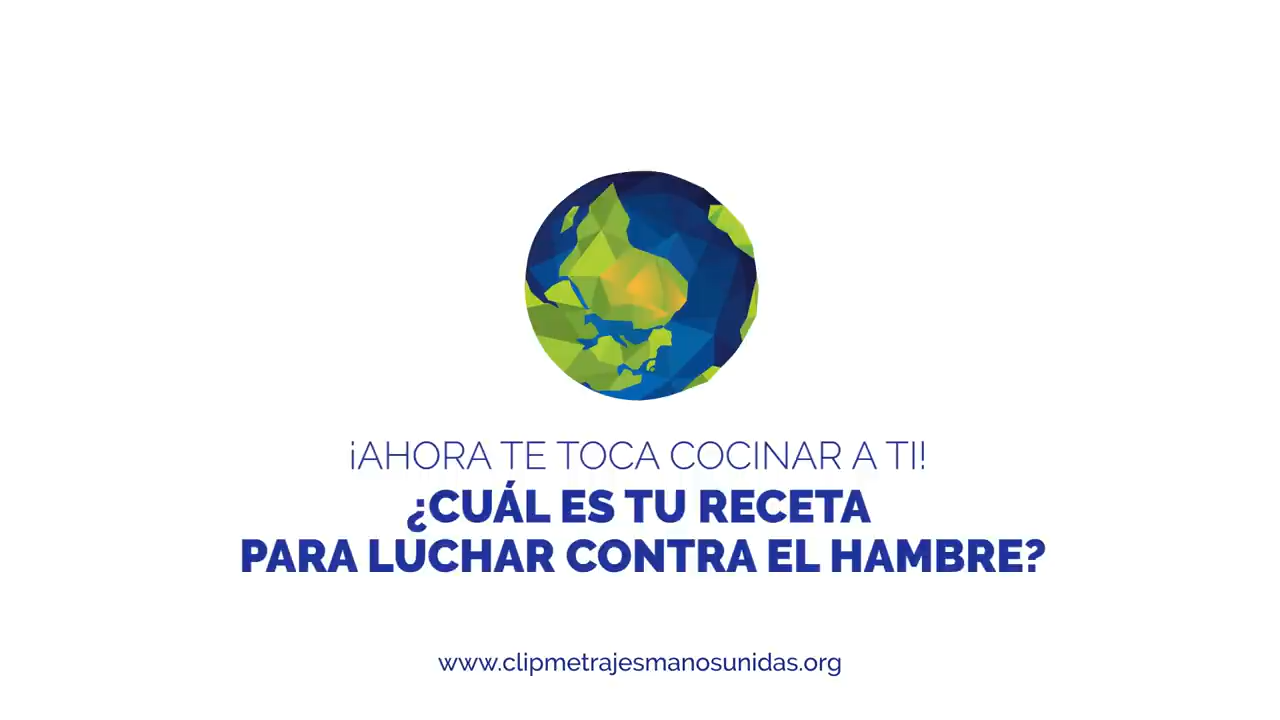 ¡AHORA TE TOCA COCINAR A TI!
¿CUÁL ES TU RECETA
PARA LUCHAR CONTRA EL HAMBRE?
www.clipmetrajesmanosunidas.org